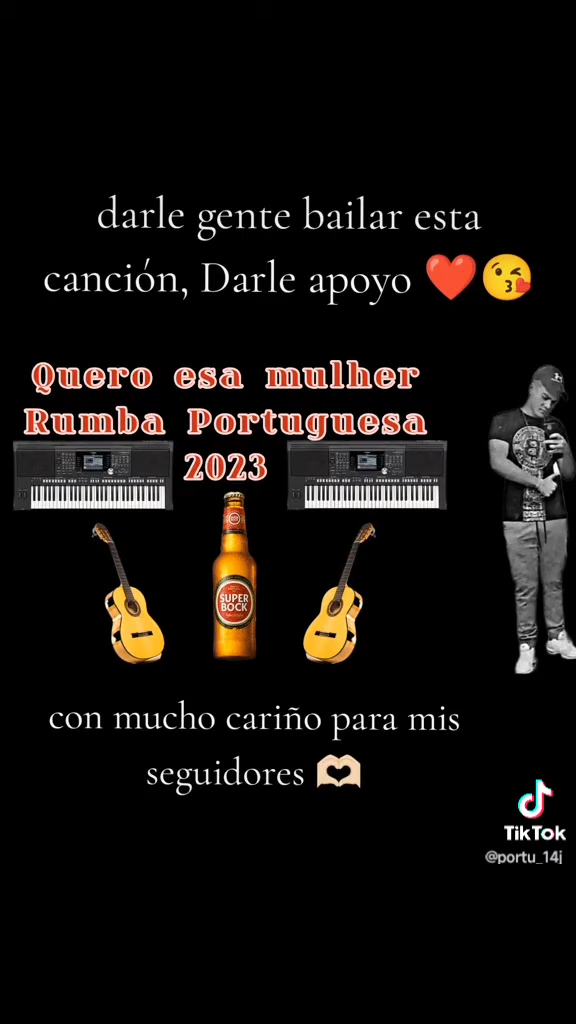 darle gente bailar esta
canción, Darle apoyo ❤️😘
Quero esa mulher
Rumba Portuguesa
2023
SUPER
BOCK
con mucho cariño para mis
seguidores 🫶🏻
TikTok
@portu_14j